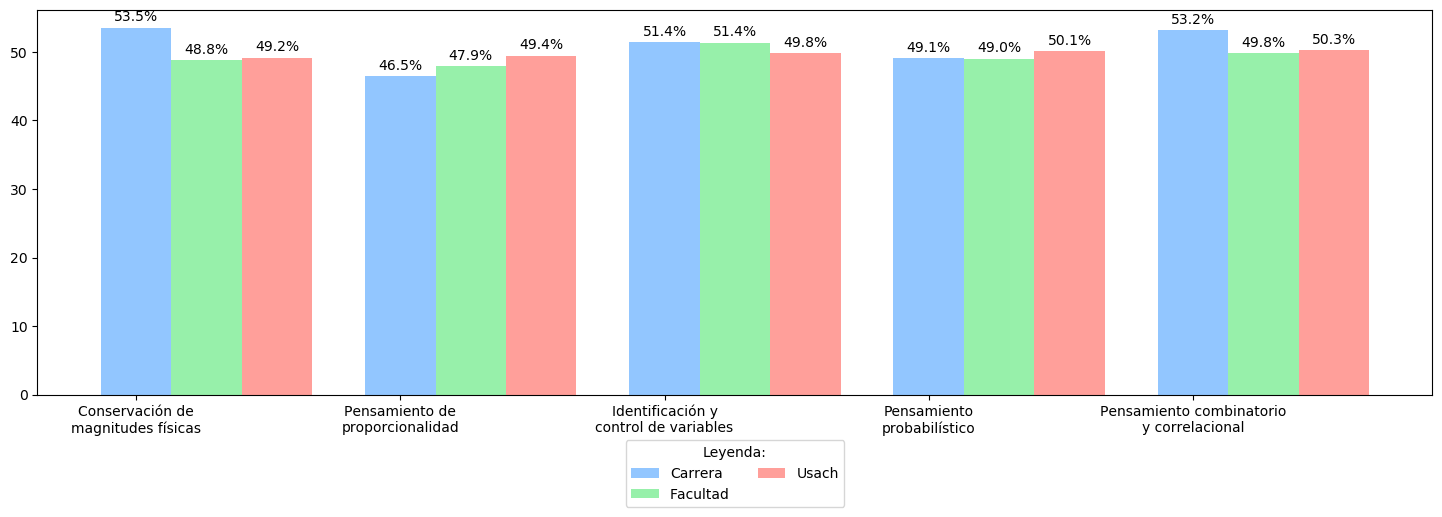 53.5%
48.8%
49.2%
46.5%
47.9%
49.4%
51.4%
51.4%
49.8%
49.1%
49.0%
50.1%
53.2%
49.8%
50.3%
50
40
30
20
10
0
Conservación de
magnitudes físicas
Pensamiento de
proporcionalidad
Identificación y
control de variables
Pensamiento
probabilístico
Pensamiento combinatorio
y correlacional
Leyenda:
Carrera
Facultad
Usach